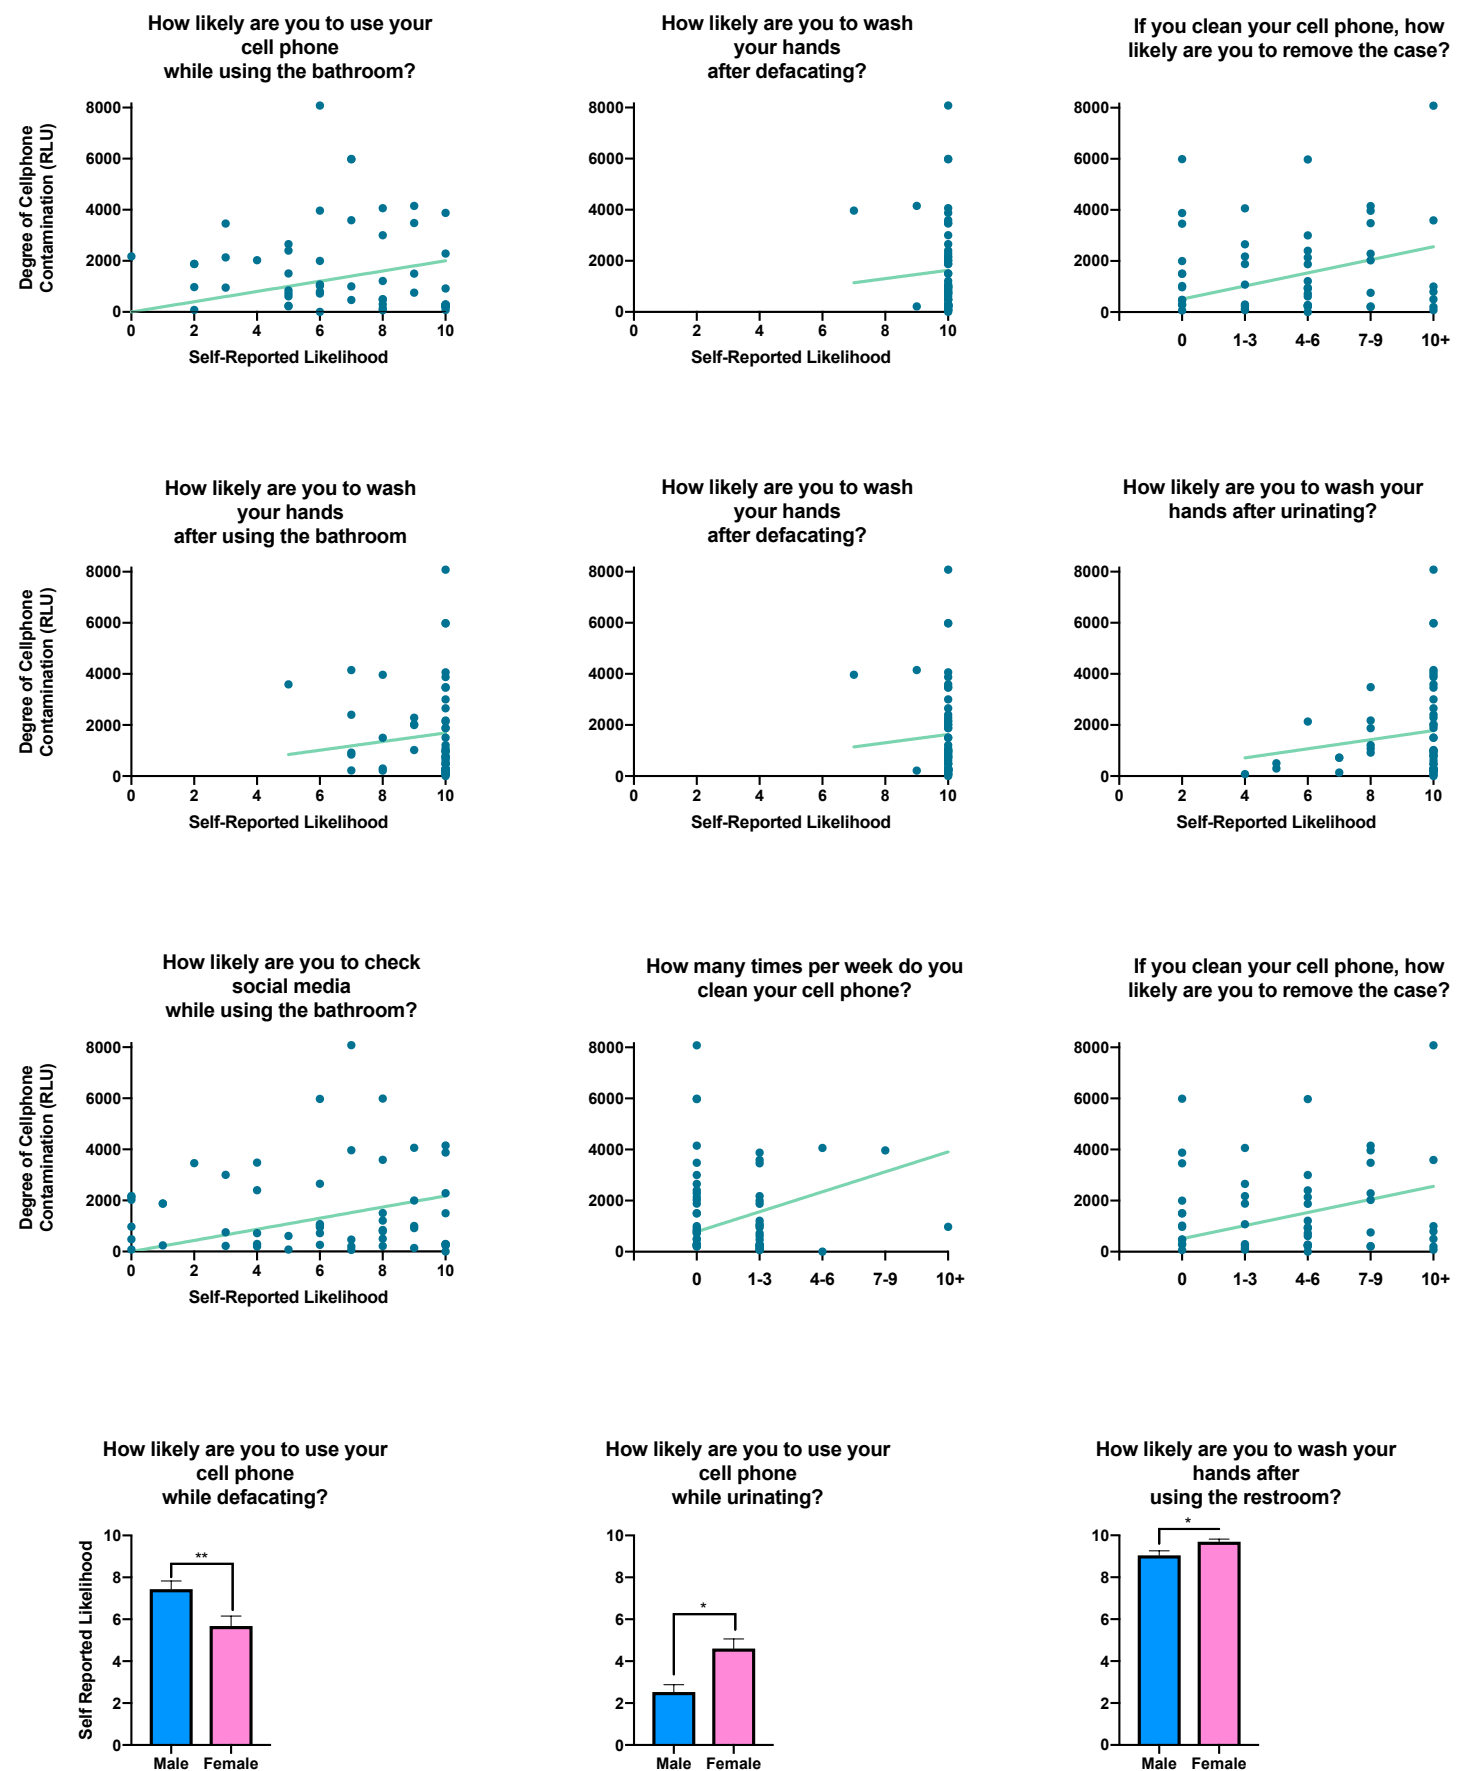 How likely are you to use your
cell phone
while using the bathroom?
Degree of Cellphone
Contamination (RLU)
8000
6000
4000
2000
0
0 2 4 6 8 10
Self-Reported Likelihood
How likely are you to wash
your hands
after defacating?
8000
6000
4000
2000
0
0 2 4 6 8 10
Self-Reported Likelihood
If you clean your cell phone, how
likely are you to remove the case?
8000
6000
4000
2000
0
0 1-3 4-6 7-9 10+
How likely are you to wash
your hands
after using the bathroom
Degree of Cellphone
Contamination (RLU)
8000
6000
4000
2000
0
0 2 4 6 8 10
Self-Reported Likelihood
How likely are you to wash
your hands
after defacating?
8000
6000
4000
2000
0
0 2 4 6 8 10
Self-Reported Likelihood
How likely are you to wash your
hands after urinating?
8000
6000
4000
2000
0
0 2 4 6 8 10
Self-Reported Likelihood
How likely are you to check
social media
while using the bathroom?
Degree of Cellphone
Contamination (RLU)
8000
6000
4000
2000
0
0 2 4 6 8 10
Self-Reported Likelihood
How many times per week do you
clean your cell phone?
8000
6000
4000
2000
0
0 1-3 4-6 7-9 10+
If you clean your cell phone, how
likely are you to remove the case?
8000
6000
4000
2000
0
0 1-3 4-6 7-9 10+
How likely are you to use your
cell phone
while defacating?
Self Reported Likelihood
10
8
6
4
2
0
**
Male Female
How likely are you to use your
cell phone
while urinating?
10
8
6
4
2
0
*
Male Female
How likely are you to wash your
hands after
using the restroom?
10
8
6
4
2
0
*
Male Female